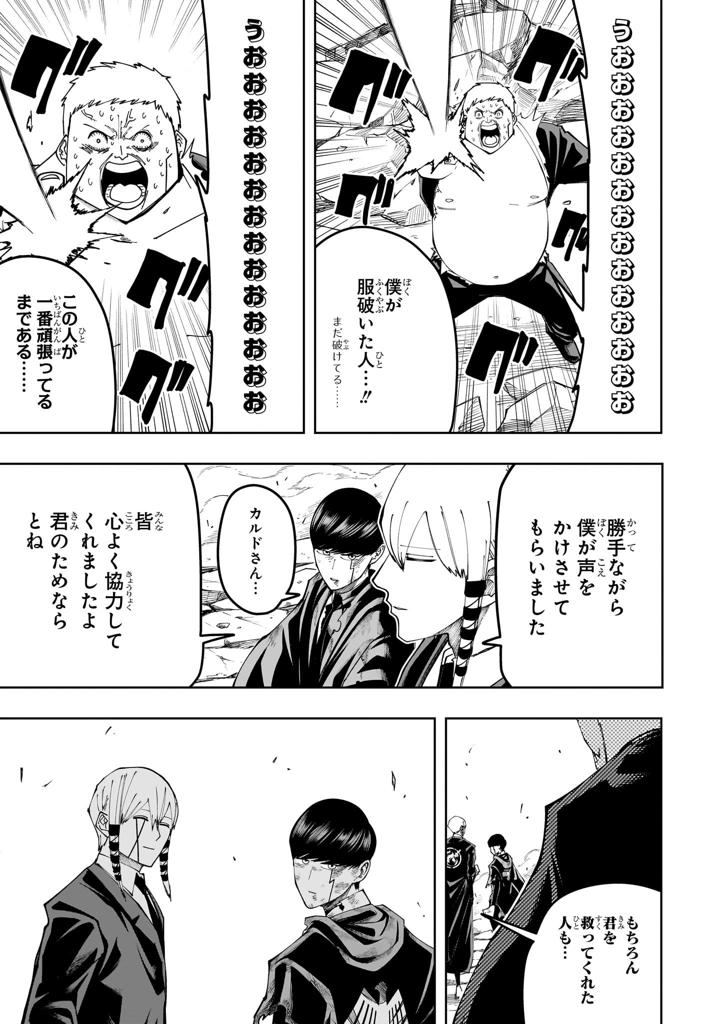 うおおおおおおおおおおおおお
ググググ
僕が
服破いた人…!!
まだ破けてる……
うおおおおおおおおおおおおお
ググググ
この人が
一番頑張ってる
まである……
勝手ながら
僕が声を
かけさせて
もらいました
カルドさん…
皆
心よく協力して
くれましたよ
君のためなら
とね
もちろん
君を
救ってくれた
人も…